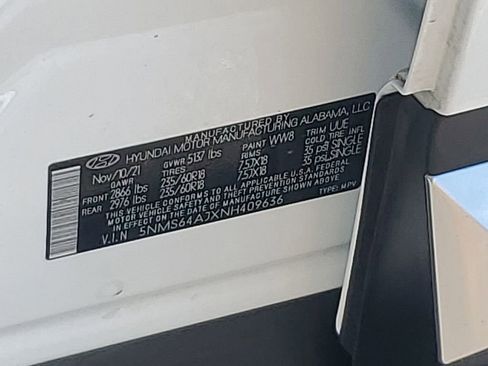 MANUFACTURED BY
HYUNDAI MOTOR MANUFACTURING ALABAMA, LLC
Nov/10/21 GVWR 5137 lbs PAINT WW8 TRIM UUE
GAWR TIRES RIMS COLD TIRE INFL.
FRONT 2866 lbs 235/60R18 7.5JX18 35 psi SINGLE
REAR 2976 lbs 235/60R18 7.5JX18 35 psi SINGLE
THIS VEHICLE CONFORMS TO ALL APPLICABLE U.S.A. FEDERAL
MOTOR VEHICLE SAFETY AND THEFT PREVENTION STANDARDS
IN EFFECT ON THE DATE OF MANUFACTURE SHOWN ABOVE.
V.I.N 5NMS64AJXNH409636 TYPE: MPV